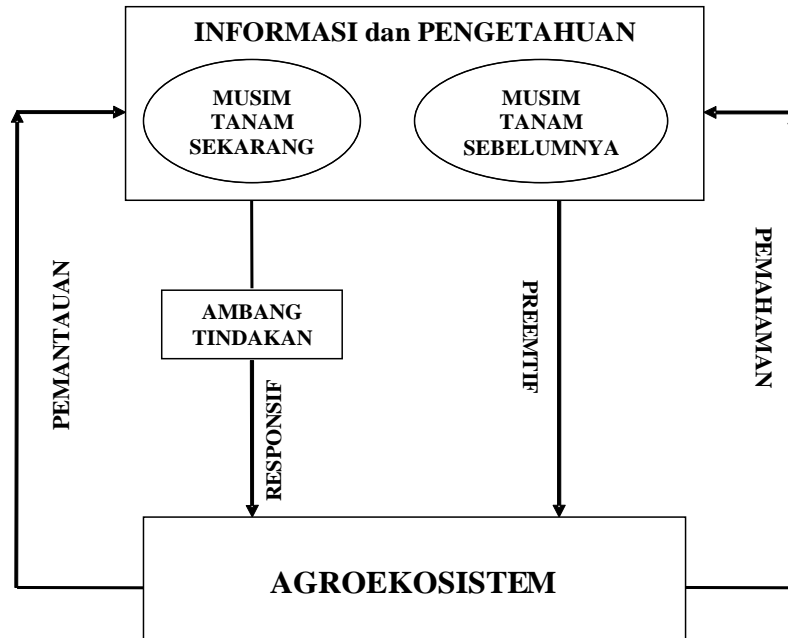 INFORMASI dan PENGETAHUAN
MUSIM
TANAM
SEKARANG
MUSIM
TANAM
SEBELUMNYA
PEMANTAUAN
AMBANG
TINDAKAN
RESPONSIF
PREEMTIF
PEMAHAMAN
AGROEKOSISTEM